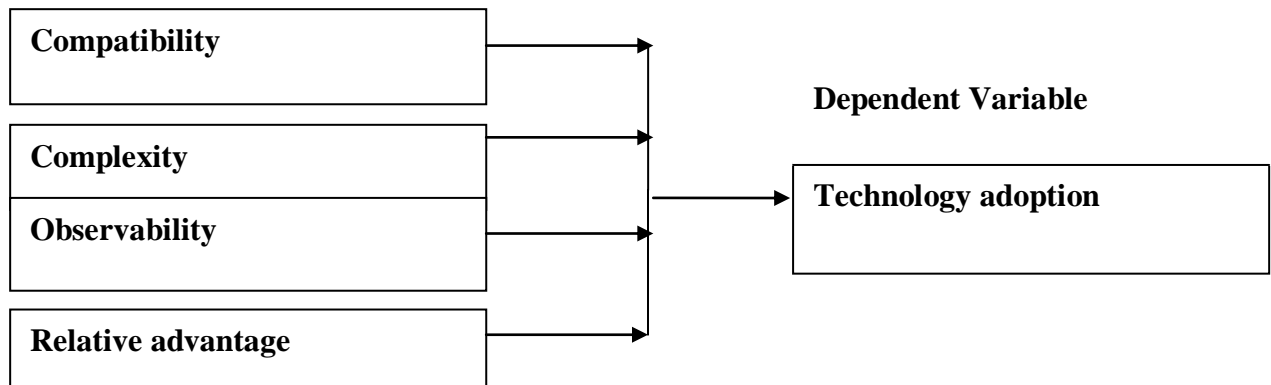 Compatibility
Dependent Variable
Complexity
Technology adoption
Observability
Relative advantage